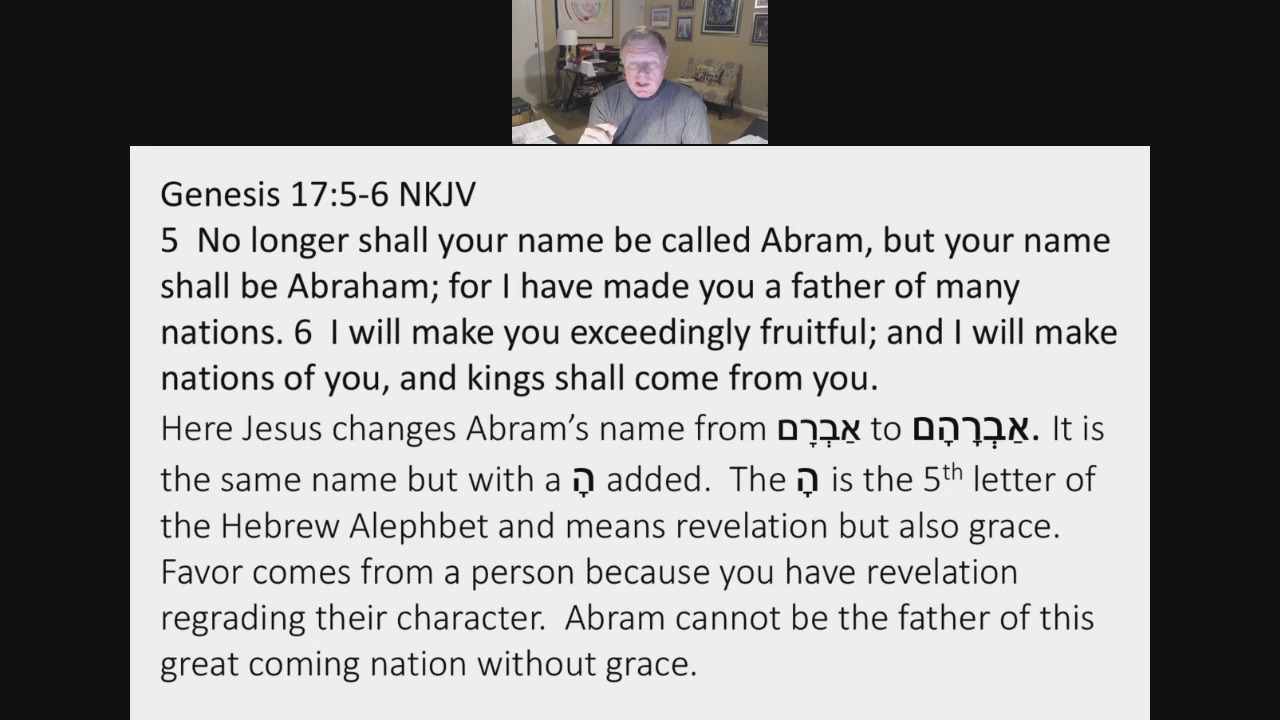 Genesis 17:5-6 NKJV
5  No longer shall your name be called Abram, but your name
shall be Abraham; for I have made you a father of many
nations. 6  I will make you exceedingly fruitful; and I will make
nations of you, and kings shall come from you.
Here Jesus changes Abram’s name from אַבְרָם to אַבְרָהָם. It is
the same name but with a הָ added.  The הָ is the 5th letter of
the Hebrew Alephbet and means revelation but also grace.
Favor comes from a person because you have revelation
regrading their character.  Abram cannot be the father of this
great coming nation without grace.